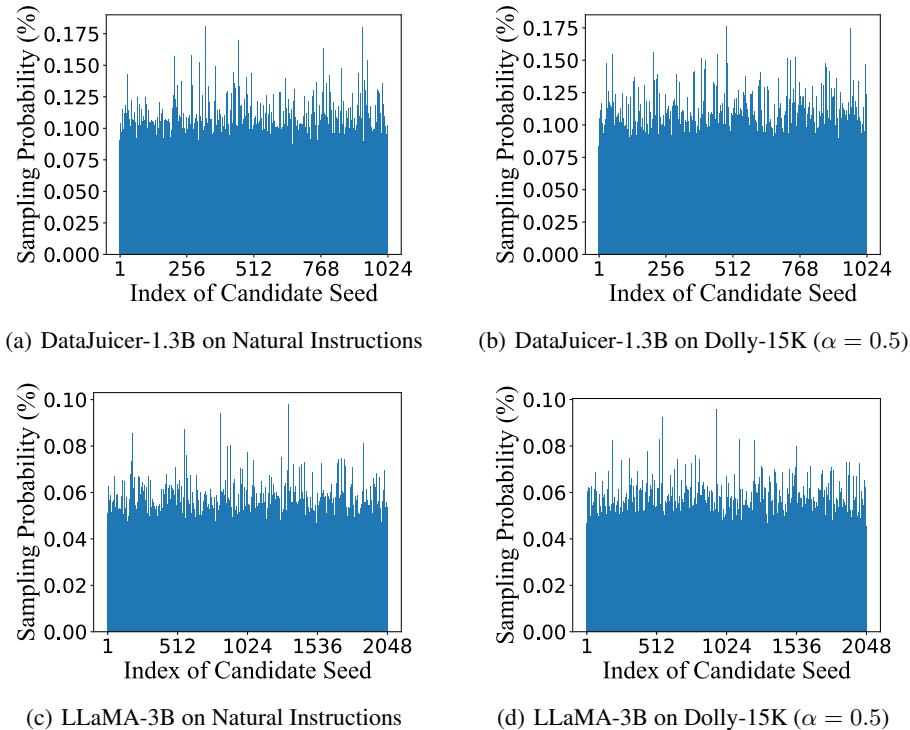 Sampling Probability (%)
0.175
0.150
0.125
0.100
0.075
0.050
0.025
0.000
1 256 512 768 1024
Index of Candidate Seed
(a) DataJuicer-1.3B on Natural Instructions
Sampling Probability (%)
0.175
0.150
0.125
0.100
0.075
0.050
0.025
0.000
1 256 512 768 1024
Index of Candidate Seed
(b) DataJuicer-1.3B on Dolly-15K (α = 0.5)
Sampling Probability (%)
0.10
0.08
0.06
0.04
0.02
0.00
1 512 1024 1536 2048
Index of Candidate Seed
(c) LLaMA-3B on Natural Instructions
Sampling Probability (%)
0.10
0.08
0.06
0.04
0.02
0.00
1 512 1024 1536 2048
Index of Candidate Seed
(d) LLaMA-3B on Dolly-15K (α = 0.5)